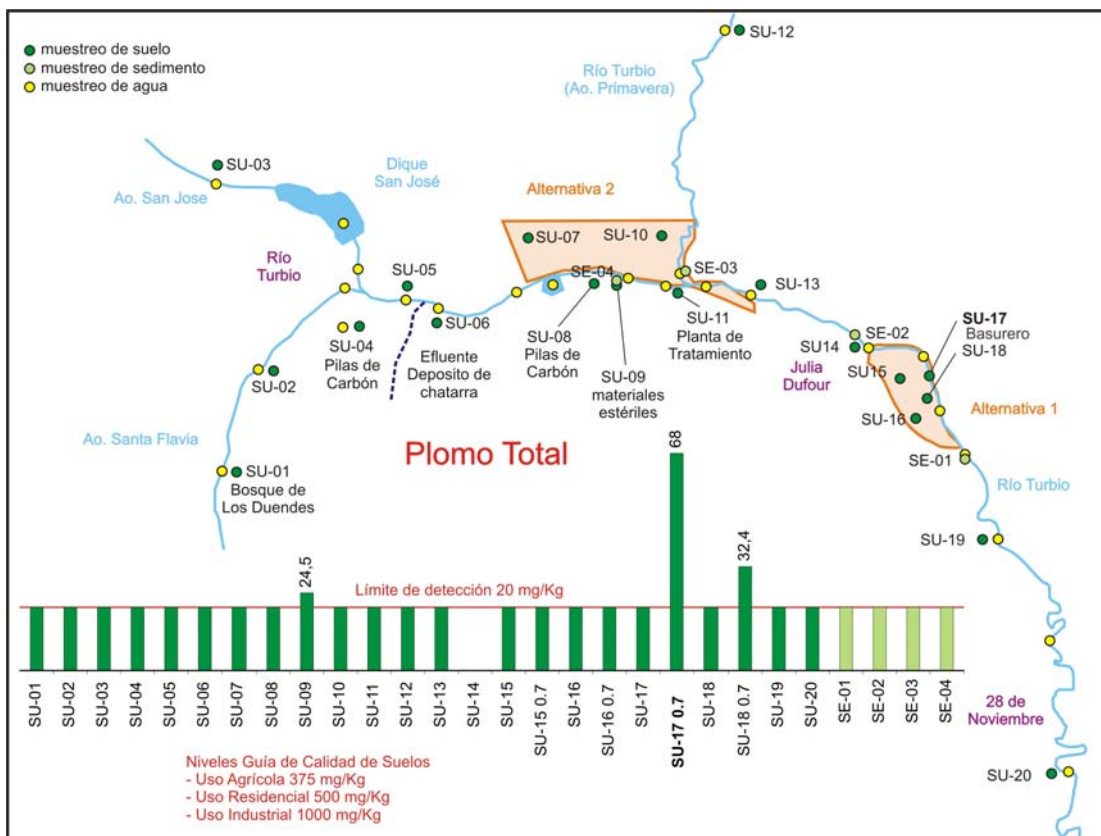 muestreo de suelo
muestreo de sedimento
muestreo de agua
SU-12
Río Turbio
(Ao. Primavera)
SU-03
Ao. San Jose
Dique
San José
Alternativa 2
Río
Turbio
SU-05
SU-07
SU-10
SE-04
SE-03
SU-13
SU-06
SU-04
Pilas de
Carbón
Efluente
Deposito de
chatarra
SU-08
Pilas de
Carbón
SU-09
materiales
estériles
SU-11
Planta de
Tratamiento
SE-02
SU14
SU-17
Basurero
SU-18
Julia
Dufour
SU15
SU-16
Alternativa 1
SU-02
Ao. Santa Flavia
SU-01
Bosque de
Los Duendes
SE-01
Río Turbio
SU-19
28 de
Noviembre
SU-20
Plomo Total
24,5
68
32,4
Límite de detección 20 mg/Kg
SU-01
SU-02
SU-03
SU-04
SU-05
SU-06
SU-07
SU-08
SU-09
SU-10
SU-11
SU-12
SU-13
SU-14
SU-15
SU-15 0.7
SU-16
SU-16 0.7
SU-17
SU-17 0.7
SU-18
SU-18 0.7
SU-19
SU-20
SE-01
SE-02
SE-03
SE-04
Niveles Guía de Calidad de Suelos
- Uso Agrícola 375 mg/Kg
- Uso Residencial 500 mg/Kg
- Uso Industrial 1000 mg/Kg